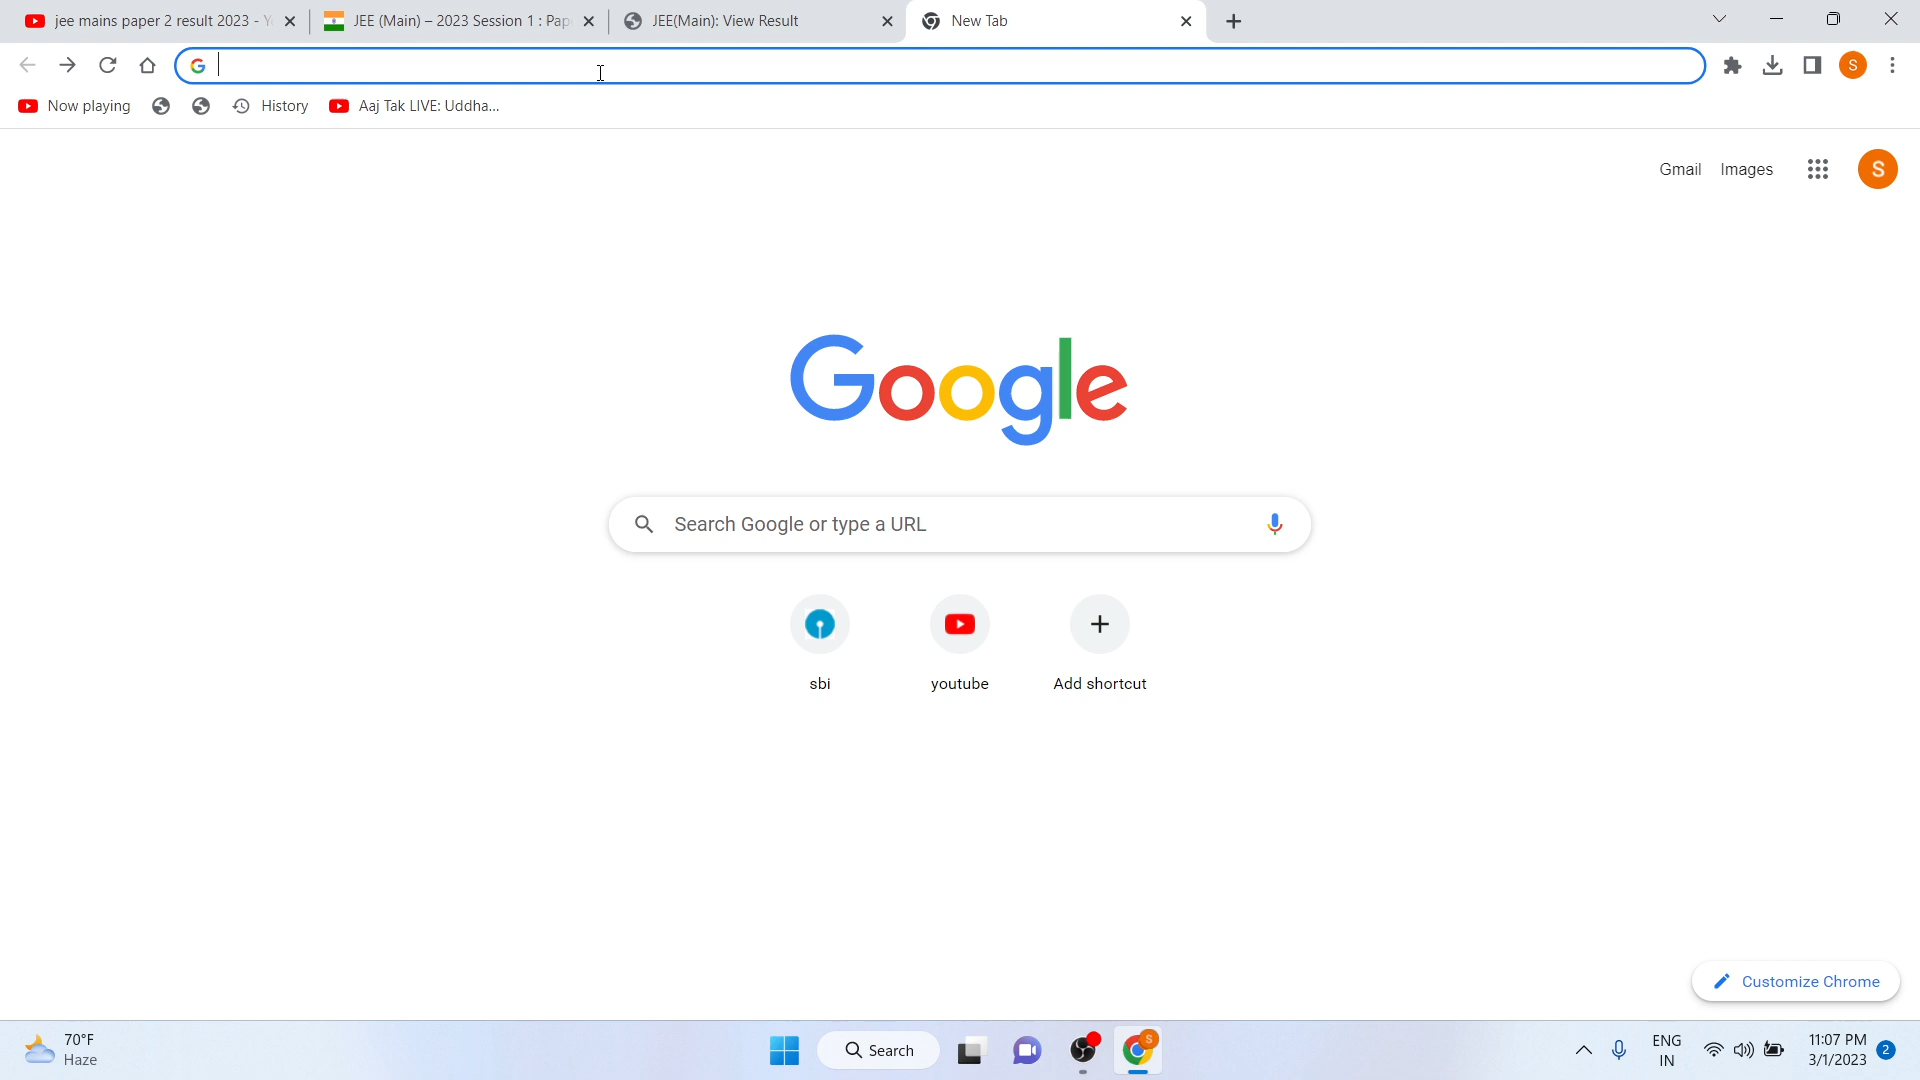 jee mains paper 2 result 2023 - Y
JEE (Main) – 2023 Session 1 : Pap
JEE(Main): View Result
New Tab
G
S
Now playing
History
Aaj Tak LIVE: Uddha...
Gmail
Images
S
Google
Search Google or type a URL
sbi
youtube
Add shortcut
Customize Chrome
70°F
Haze
Search
S
ENG
IN
11:07 PM
3/1/2023
2